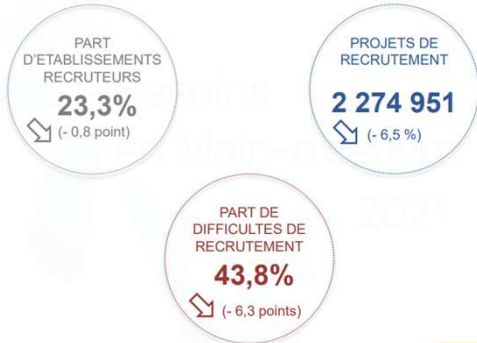 PART
D'ETABLISSEMENTS
RECRUTEURS
23,3%
(- 0,8 point)
PROJETS DE
RECRUTEMENT
2 274 951
(- 6,5 %)
PART DE
DIFFICULTES DE
RECRUTEMENT
43,8%
(- 6,3 points)
2021